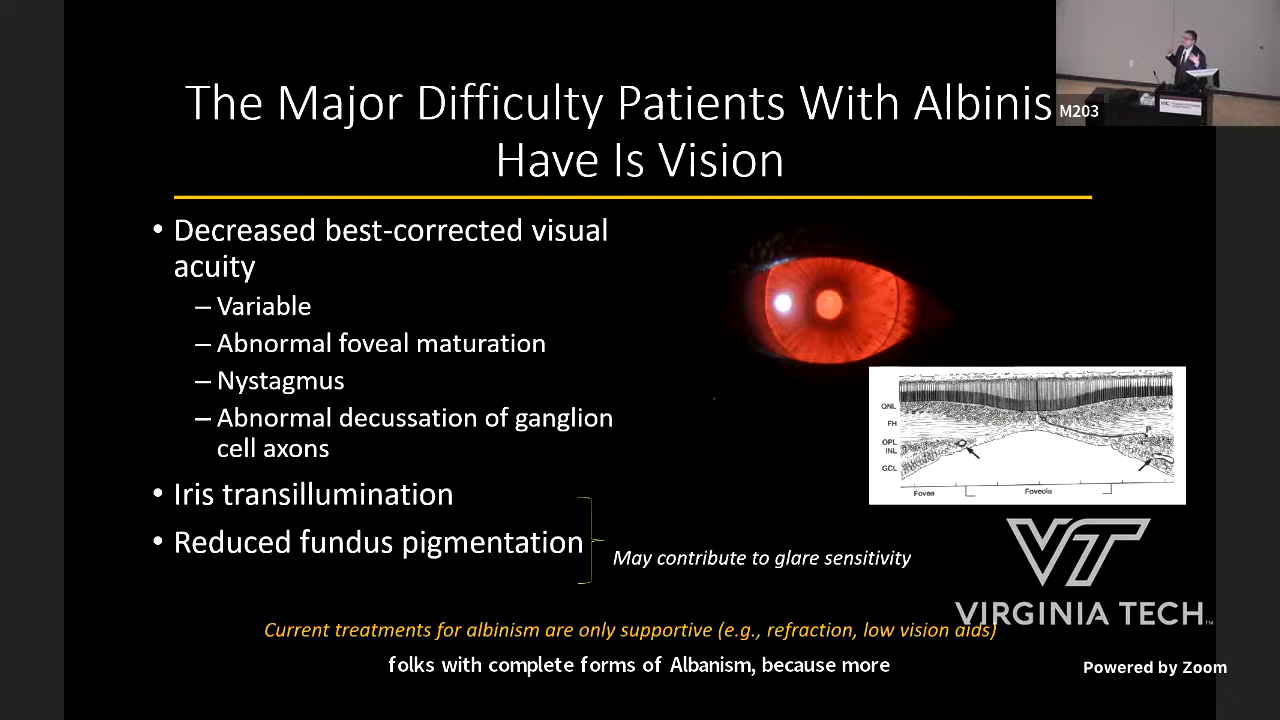 The Major Difficulty Patients With Albinis
Have Is Vision
M203
• Decreased best-corrected visual
acuity
– Variable
– Abnormal foveal maturation
– Nystagmus
– Abnormal decussation of ganglion
cell axons
• Iris transillumination
• Reduced fundus pigmentation
May contribute to glare sensitivity
ONL
FH
OPL
INL
GCL
P
Fovea
Foveola
VT
VIRGINIA TECH™
Current treatments for albinism are only supportive (e.g., refraction, low vision aids)
folks with complete forms of Albanism, because more
Powered by Zoom